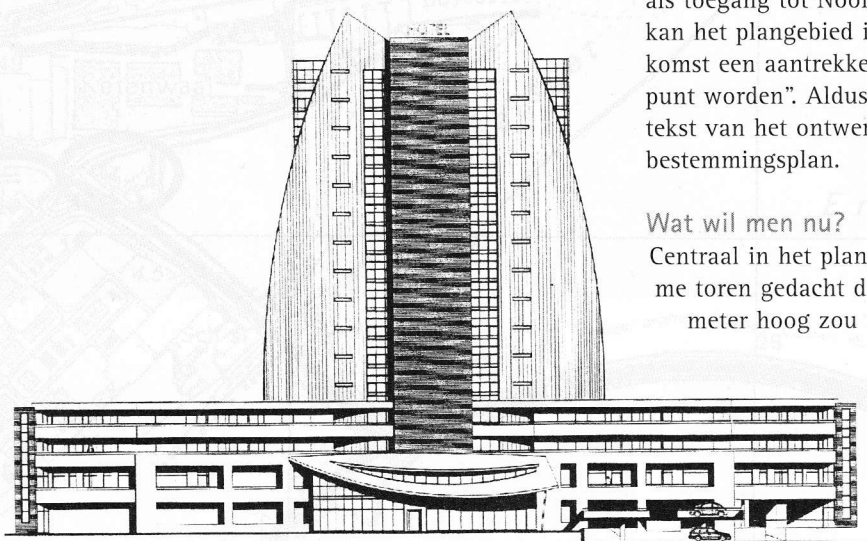 HOTEL
als toegang tot Noor
kan het plangebied i
komst een aantrekke
punt worden”. Aldus
tekst van het ontwer
bestemmingsplan.
Wat wil men nu?
Centraal in het plan
me toren gedacht d
meter hoog zou